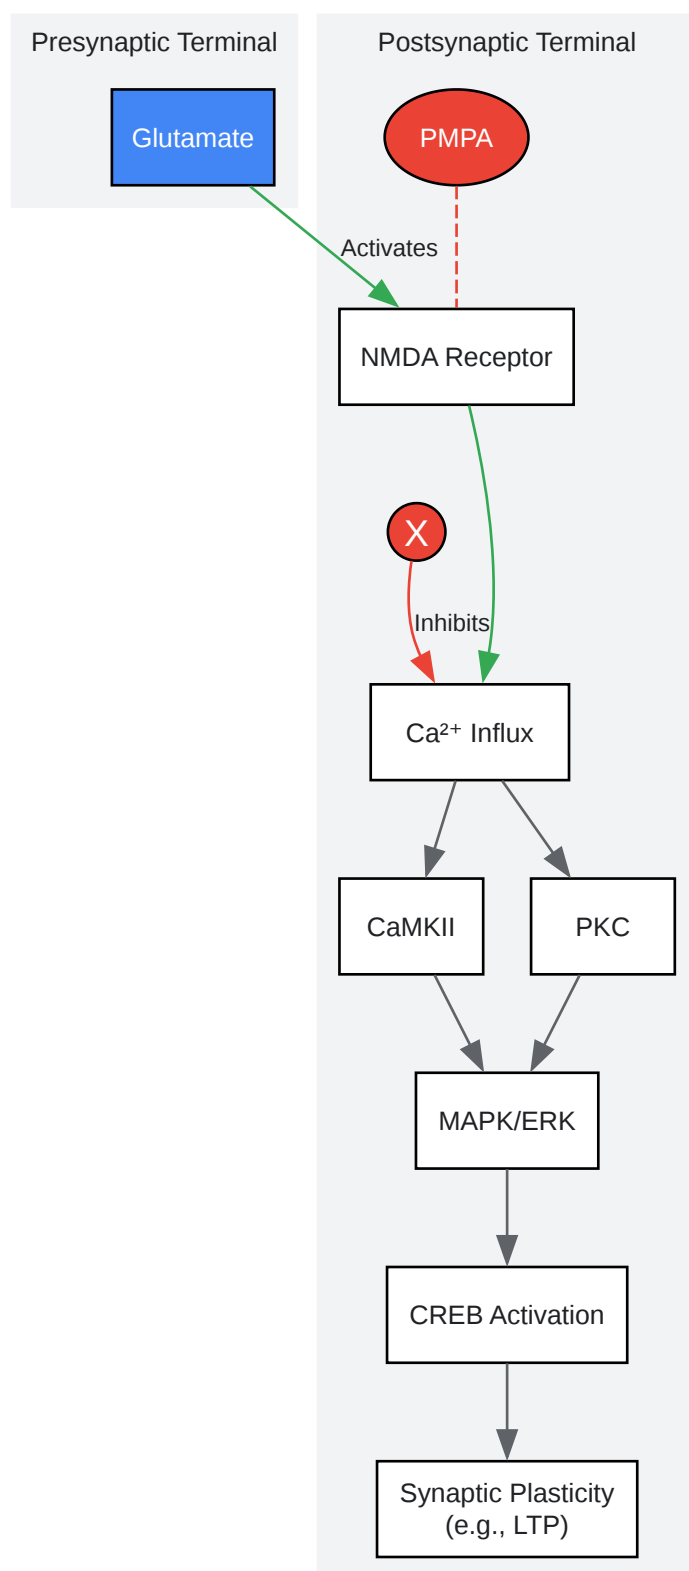 Presynaptic Terminal
Postsynaptic Terminal
Glutamate
PMPA
Activates
NMDA Receptor
X
Inhibits
Ca²⁺ Influx
CaMKII
PKC
MAPK/ERK
CREB Activation
Synaptic Plasticity
(e.g., LTP)